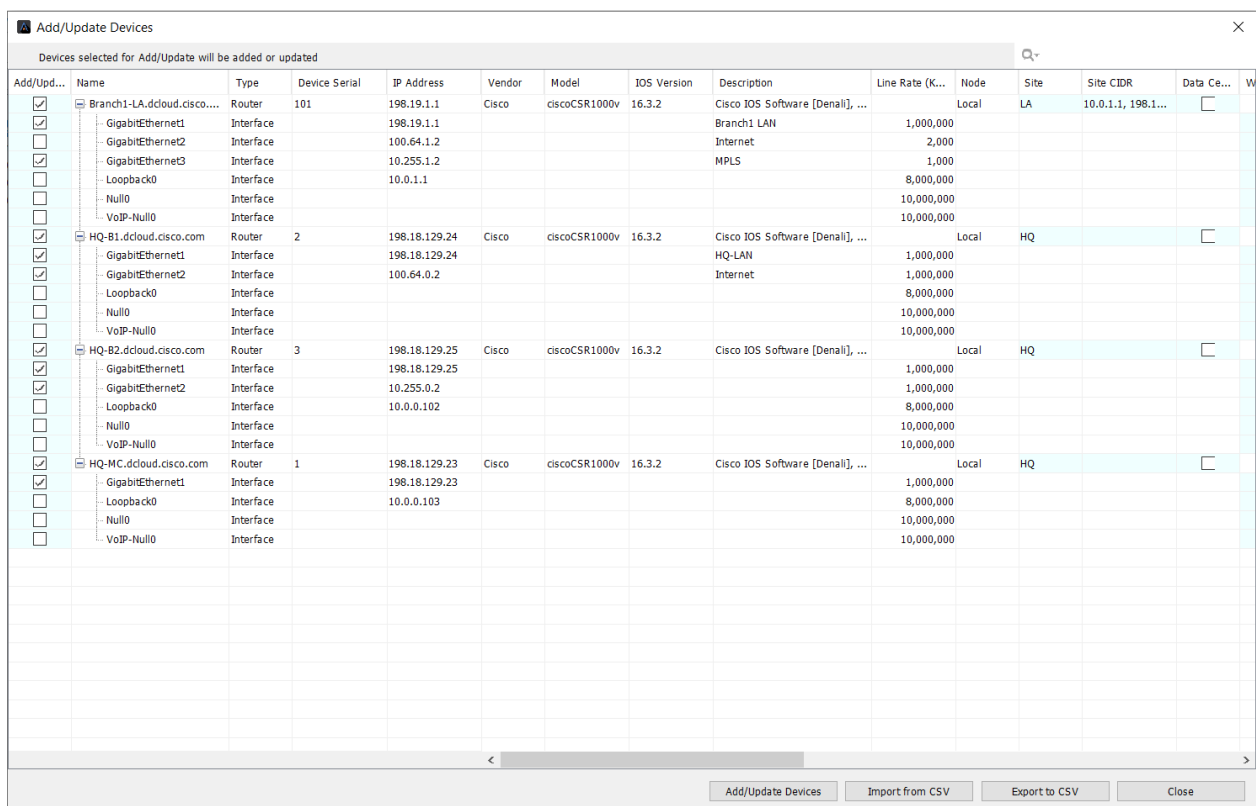 Add/Update Devices
Devices selected for Add/Update will be added or updated
Add/Upd... Name Type Device Serial IP Address Vendor Model IOS Version Description Line Rate (K... Node Site Site CIDR Data Ce... W
Branch1-LA.dcloud.cisco.... Router 101 198.19.1.1 Cisco ciscoCSR1000v 16.3.2 Cisco IOS Software [Denali], ... Local LA 10.0.1.1, 198.1...
GigabitEthernet1 Interface 198.19.1.1 Branch1 LAN 1,000,000
GigabitEthernet2 Interface 100.64.1.2 Internet 2,000
GigabitEthernet3 Interface 10.255.1.2 MPLS 1,000
Loopback0 Interface 10.0.1.1 8,000,000
Null0 Interface 10,000,000
VoIP-Null0 Interface 10,000,000
HQ-B1.dcloud.cisco.com Router 2 198.18.129.24 Cisco ciscoCSR1000v 16.3.2 Cisco IOS Software [Denali], ... Local HQ
GigabitEthernet1 Interface 198.18.129.24 HQ-LAN 1,000,000
GigabitEthernet2 Interface 100.64.0.2 Internet 1,000,000
Loopback0 Interface 8,000,000
Null0 Interface 10,000,000
VoIP-Null0 Interface 10,000,000
HQ-B2.dcloud.cisco.com Router 3 198.18.129.25 Cisco ciscoCSR1000v 16.3.2 Cisco IOS Software [Denali], ... Local HQ
GigabitEthernet1 Interface 198.18.129.25 1,000,000
GigabitEthernet2 Interface 10.255.0.2 1,000,000
Loopback0 Interface 10.0.0.102 8,000,000
Null0 Interface 10,000,000
VoIP-Null0 Interface 10,000,000
HQ-MC.dcloud.cisco.com Router 1 198.18.129.23 Cisco ciscoCSR1000v 16.3.2 Cisco IOS Software [Denali], ... Local HQ
GigabitEthernet1 Interface 198.18.129.23 1,000,000
Loopback0 Interface 10.0.0.103 8,000,000
Null0 Interface 10,000,000
VoIP-Null0 Interface 10,000,000
Add/Update Devices Import from CSV Export to CSV Close